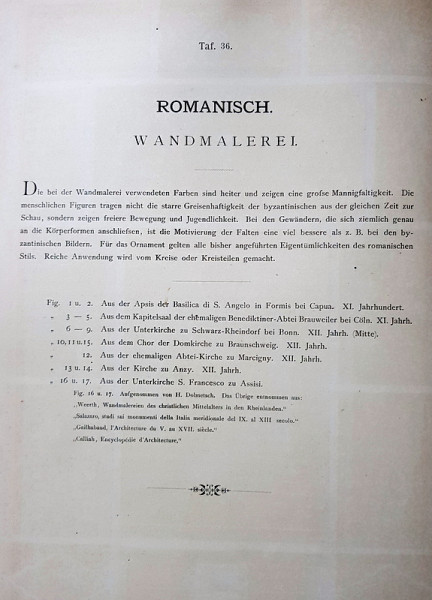 Taf. 36.
ROMANISCH.
WANDMALEREI.
Die bei der Wandmalerei verwendeten Farben sind heiter und zeigen eine große Mannigfaltigkeit. Die
menschlichen Figuren tragen nicht die starre Greisenhaftigkeit der byzantinischen aus der gleichen Zeit zur
Schau, sondern zeigen freiere Bewegung und Jugendlichkeit. Bei den Gewändern, die sich ziemlich genau
an die Körperformen anschließen, ist die Motivierung der Falten eine viel bessere als z. B. bei den by-
zantinischen Bildern. Für das Ornament gelten alle bisher angeführten Eigentümlichkeiten des romanischen
Stils. Reiche Anwendung wird vom Kreise oder Kreisteilen gemacht.
Fig. 1 u. 2. Aus der Apsis der Basilica di S. Angelo in Formis bei Capua. XI. Jahrhundert.
„ 3 — 5. Aus dem Kapitelsaal der ehemaligen Benediktiner-Abtei Brauweiler bei Cöln. XI. Jahrh.
„ 6 — 9. Aus der Unterkirche zu Schwarz-Rheindorf bei Bonn. XII. Jahrh. (Mitte).
„ 10, 11 u. 15. Aus dem Chor der Domkirche zu Braunschweig. XII. Jahrh.
„ 12. Aus der ehemaligen Abtei-Kirche zu Marcigny. XII. Jahrh.
„ 13 u. 14. Aus der Kirche zu Anzy. XII. Jahrh.
„ 16 u. 17. Aus der Unterkirche S. Francesco zu Assisi.
Fig. 16 u. 17. Aufgenommen von H. Dolmetsch. Das Übrige entnommen aus:
„Weerth, Wandmalereien des christlichen Mittelalters in den Rheinlanden.“
„Salazaro, studi sui monumenti della Italia meridionale del IX. al XIII secolo.“
„Gailhabaud, l'Architecture du V. au XVII. siècle.“
„Calliah, Encyclopédie d'Architecture.“